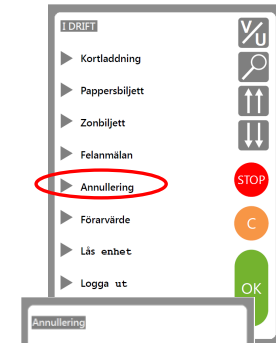 I DRIFT
V/U
Kortladdning
Pappersbiljett
Zonbiljett
Felanmälan
Annullering
STOP
Förarvärde
C
Lås enhet
Logga ut
OK
Annullering